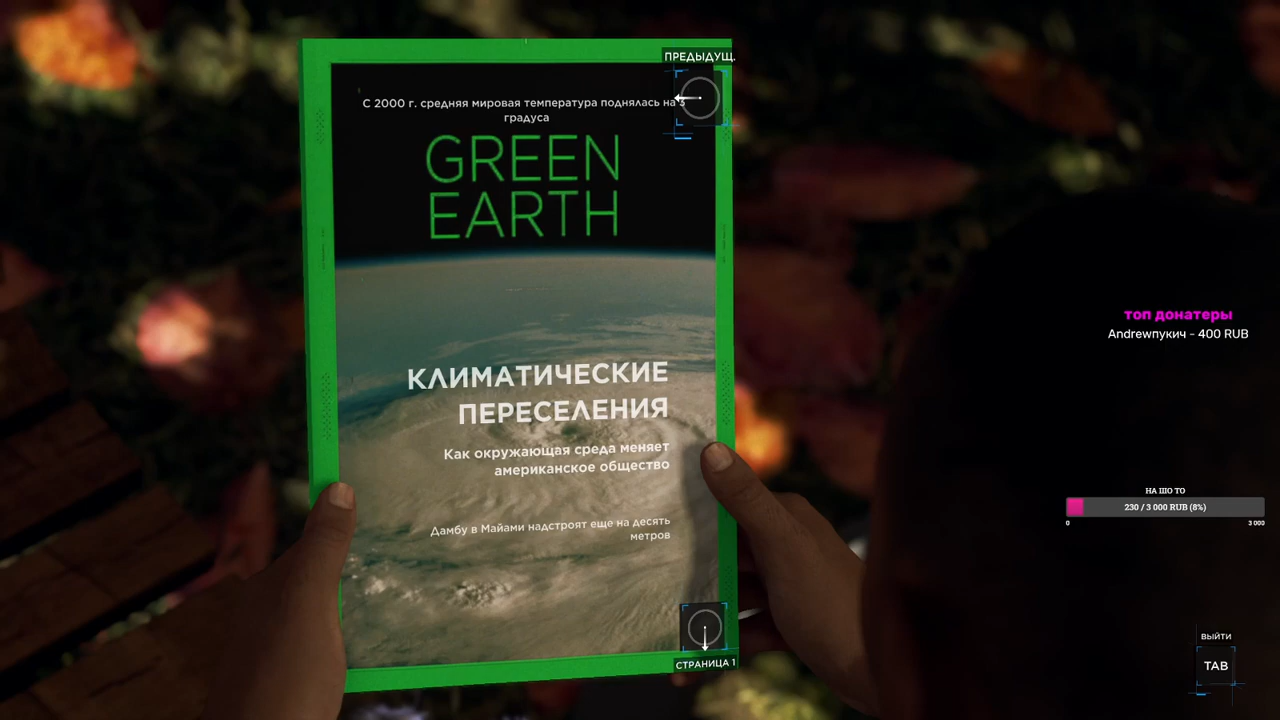 ПРЕДЫДУЩ.
С 2000 г. средняя мировая температура поднялась на 3
градуса
GREEN
EARTH
КЛИМАТИЧЕСКИЕ
ПЕРЕСЕЛЕНИЯ
Как окружающая среда меняет
американское общество
Дамбу в Майами надстроят еще на десять
метров
СТРАНИЦА 1
топ донатеры
Andrewпукич - 400 RUB
НА ШО ТО
230 / 3 000 RUB (8%)
0
3 000
ВЫЙТИ
TAB